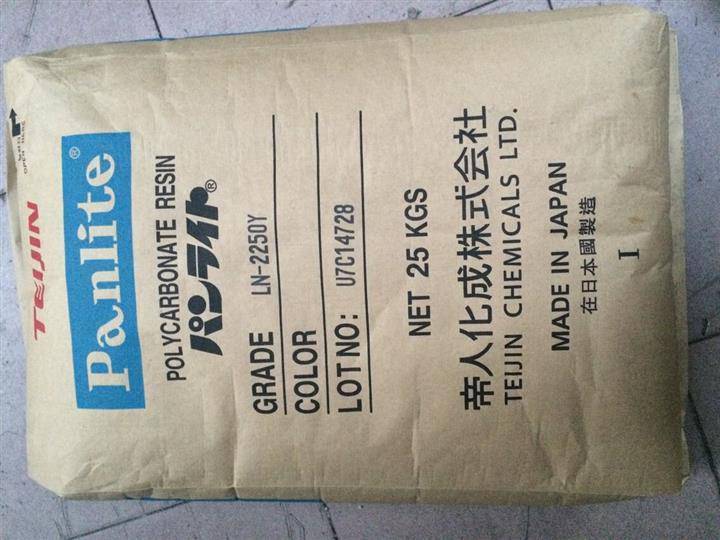 TEIJIN
Panlite®
POLYCARBONATE RESIN
パンライト®
GRADE LN-2250Y
COLOR
LOT NO: U7C14728
NET 25 KGS
帝人化成株式会社
TEIJIN CHEMICALS LTD.
MADE IN JAPAN
在日本國製造
I
OPEN HERE